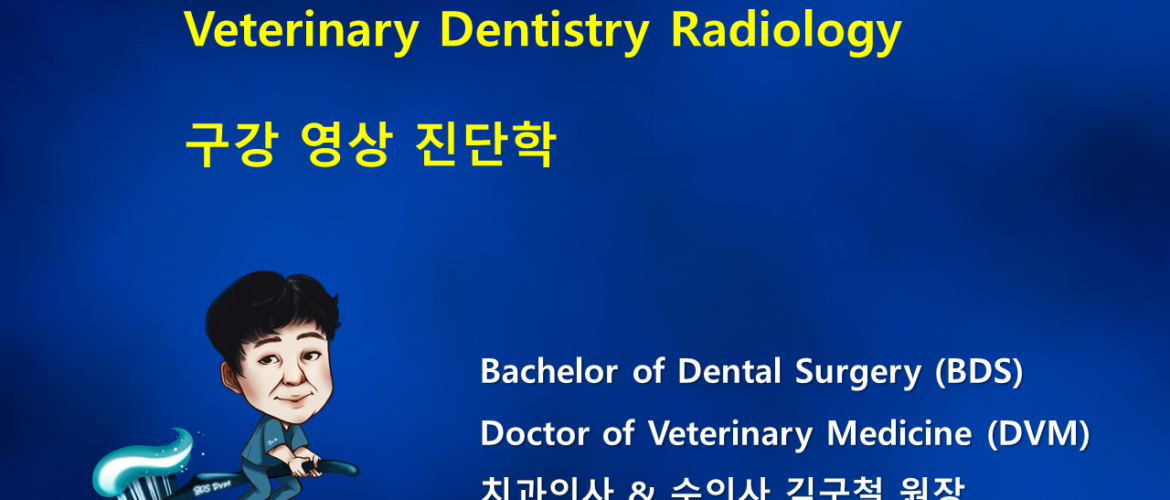 Veterinary Dentistry Radiology
구강 영상 진단학
Bachelor of Dental Surgery (BDS)
Doctor of Veterinary Medicine (DVM)
치과의사 & 수의사 김구철 원장
BDS DVM